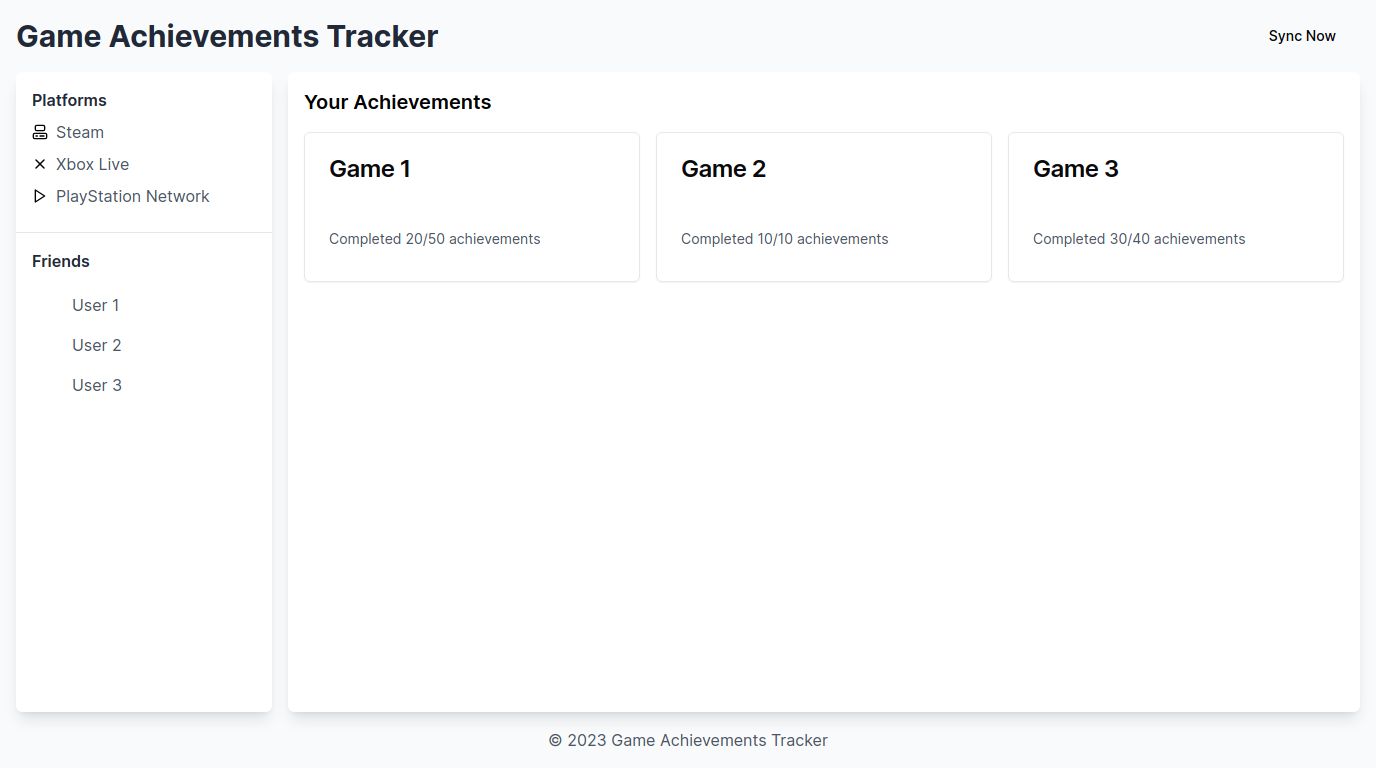 Game Achievements Tracker
Sync Now
Platforms
Steam
Xbox Live
PlayStation Network
Friends
User 1
User 2
User 3
Your Achievements
Game 1
Completed 20/50 achievements
Game 2
Completed 10/10 achievements
Game 3
Completed 30/40 achievements
© 2023 Game Achievements Tracker